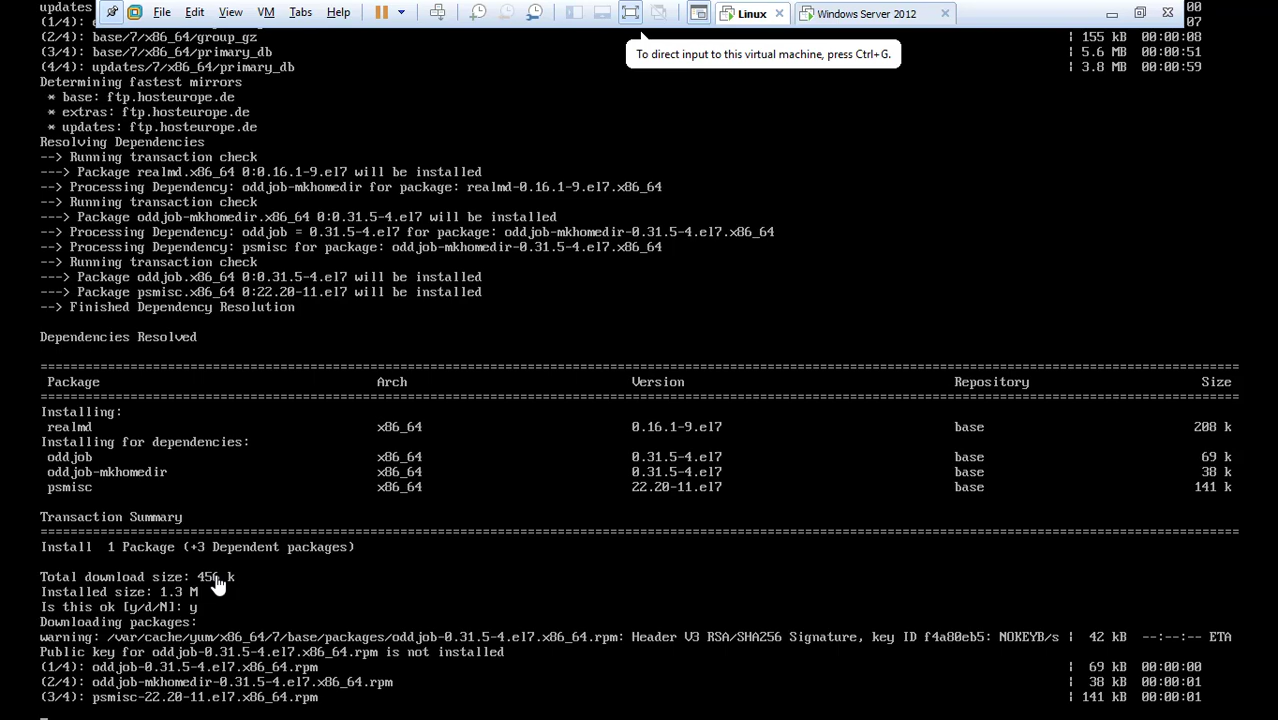 updates
File Edit View VM Tabs Help Linux Windows Server 2012
00
07
(2/4): base/7/x86_64/group_gz | 155 kB 00:00:08
(3/4): base/7/x86_64/primary_db | 5.6 MB 00:00:51
(4/4): updates/7/x86_64/primary_db | 3.8 MB 00:00:59
To direct input to this virtual machine, press Ctrl+G.
Determining fastest mirrors
* base: ftp.hosteurope.de
* extras: ftp.hosteurope.de
* updates: ftp.hosteurope.de
Resolving Dependencies
--> Running transaction check
---> Package realmd.x86_64 0:0.16.1-9.el7 will be installed
--> Processing Dependency: oddjob-mkhomedir for package: realmd-0.16.1-9.el7.x86_64
--> Running transaction check
---> Package oddjob-mkhomedir.x86_64 0:0.31.5-4.el7 will be installed
--> Processing Dependency: oddjob = 0.31.5-4.el7 for package: oddjob-mkhomedir-0.31.5-4.el7.x86_64
--> Processing Dependency: psmisc for package: oddjob-mkhomedir-0.31.5-4.el7.x86_64
--> Running transaction check
---> Package oddjob.x86_64 0:0.31.5-4.el7 will be installed
---> Package psmisc.x86_64 0:22.20-11.el7 will be installed
--> Finished Dependency Resolution
Dependencies Resolved
================================================================================
Package Arch Version Repository Size
================================================================================
Installing:
realmd x86_64 0.16.1-9.el7 base 208 k
Installing for dependencies:
oddjob x86_64 0.31.5-4.el7 base 69 k
oddjob-mkhomedir x86_64 0.31.5-4.el7 base 38 k
psmisc x86_64 22.20-11.el7 base 141 k
Transaction Summary
================================================================================
Install 1 Package (+3 Dependent packages)
Total download size: 456 k
Installed size: 1.3 M
Is this ok [y/d/N]: y
Downloading packages:
warning: /var/cache/yum/x86_64/7/base/packages/oddjob-0.31.5-4.el7.x86_64.rpm: Header V3 RSA/SHA256 Signature, key ID f4a80eb5: NOKEYB/s | 42 kB --:--:-- ETA
Public key for oddjob-0.31.5-4.el7.x86_64.rpm is not installed
(1/4): oddjob-0.31.5-4.el7.x86_64.rpm | 69 kB 00:00:00
(2/4): oddjob-mkhomedir-0.31.5-4.el7.x86_64.rpm | 38 kB 00:00:01
(3/4): psmisc-22.20-11.el7.x86_64.rpm | 141 kB 00:00:01